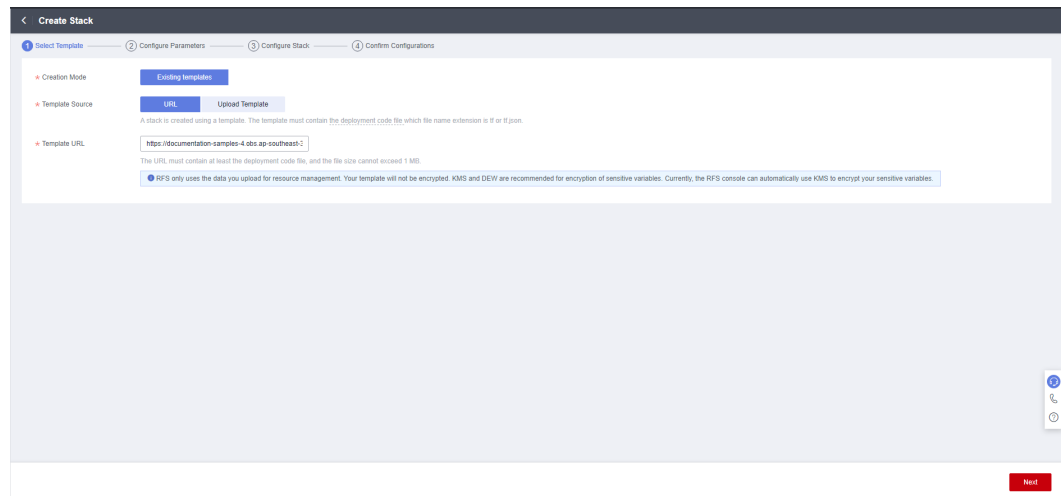 < Create Stack
1 Select Template 2 Configure Parameters 3 Configure Stack 4 Confirm Configurations
* Creation Mode Existing templates
* Template Source URL Upload Template
A stack is created using a template. The template must contain the deployment code file which file name extension is tf or tf.json
* Template URL https://documentation-samples-4.obs.ap-southeast-3
The URL must contain at least the deployment code file, and the file size cannot exceed 1 MB.
RFS only uses the data you upload for resource management. Your template will not be encrypted. KMS and DEW are recommended for encryption of sensitive variables. Currently, the RFS console can automatically use KMS to encrypt your sensitive variables.
Next